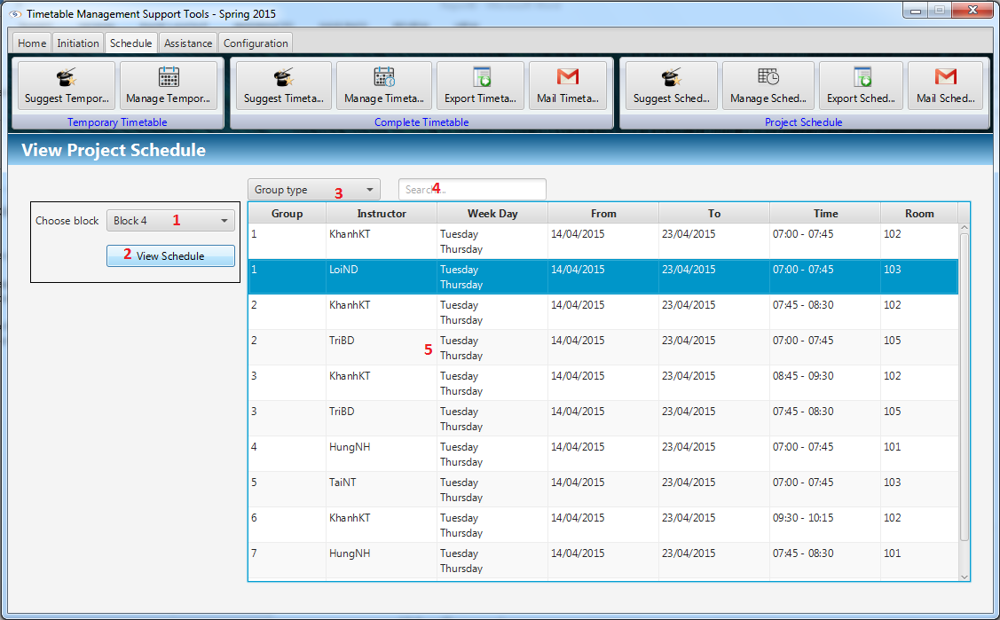 Timetable Management Support Tools - Spring 2015
Home Initiation Schedule Assistance Configuration
Suggest Tempor... Manage Tempor... Suggest Timeta... Manage Timeta... Export Timeta... Mail Timeta... Suggest Sched... Manage Sched... Export Sched... Mail Sched...
Temporary Timetable Complete Timetable Project Schedule
View Project Schedule
Group type 3 Search... 4
Choose block Block 4 1
2 View Schedule
Group Instructor Week Day From To Time Room
1 KhanhKT Tuesday 14/04/2015 23/04/2015 07:00 - 07:45 102
Thursday
1 LoiND Tuesday 14/04/2015 23/04/2015 07:00 - 07:45 103
Thursday
2 KhanhKT Tuesday 14/04/2015 23/04/2015 07:45 - 08:30 102
Thursday
2 TriBD Tuesday 14/04/2015 23/04/2015 07:00 - 07:45 105
5 Thursday
3 KhanhKT Tuesday 14/04/2015 23/04/2015 08:45 - 09:30 102
Thursday
3 TriBD Tuesday 14/04/2015 23/04/2015 07:45 - 08:30 105
Thursday
4 HungNH Tuesday 14/04/2015 23/04/2015 07:00 - 07:45 101
Thursday
5 TaiNT Tuesday 14/04/2015 23/04/2015 07:00 - 07:45 103
Thursday
6 KhanhKT Tuesday 14/04/2015 23/04/2015 09:30 - 10:15 102
Thursday
7 HungNH Tuesday 14/04/2015 23/04/2015 07:45 - 08:30 101
Thursday